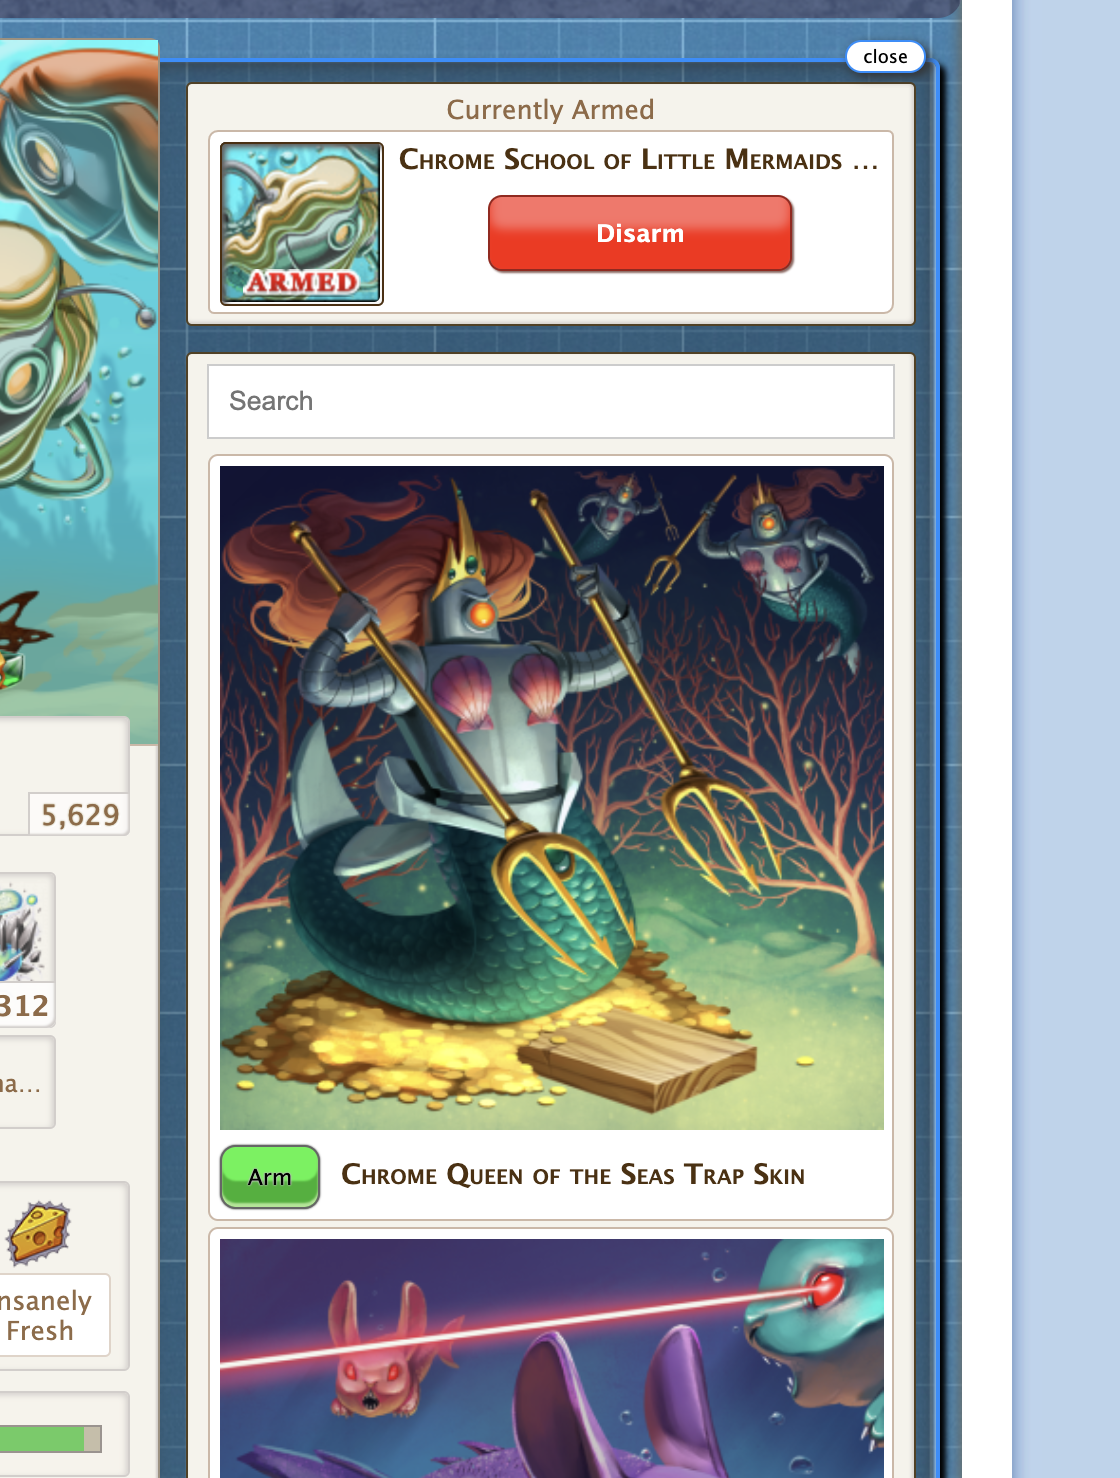 close
Currently Armed
Chrome School of Little Mermaids ...
ARMED
Disarm
Search
5,629
312
Arm
Chrome Queen of the Seas Trap Skin
Fresh